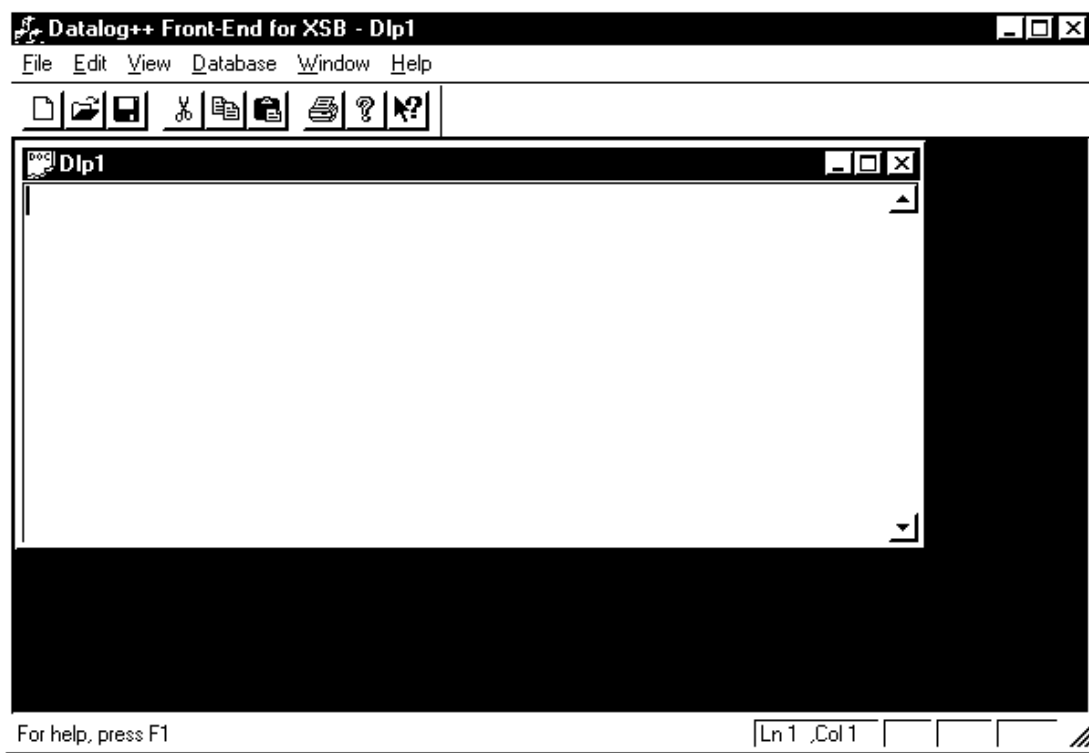 Datalog++ Front-End for XSB - Dlp1
File Edit View Database Window Help
Dlp1
For help, press F1
Ln 1 ,Col 1